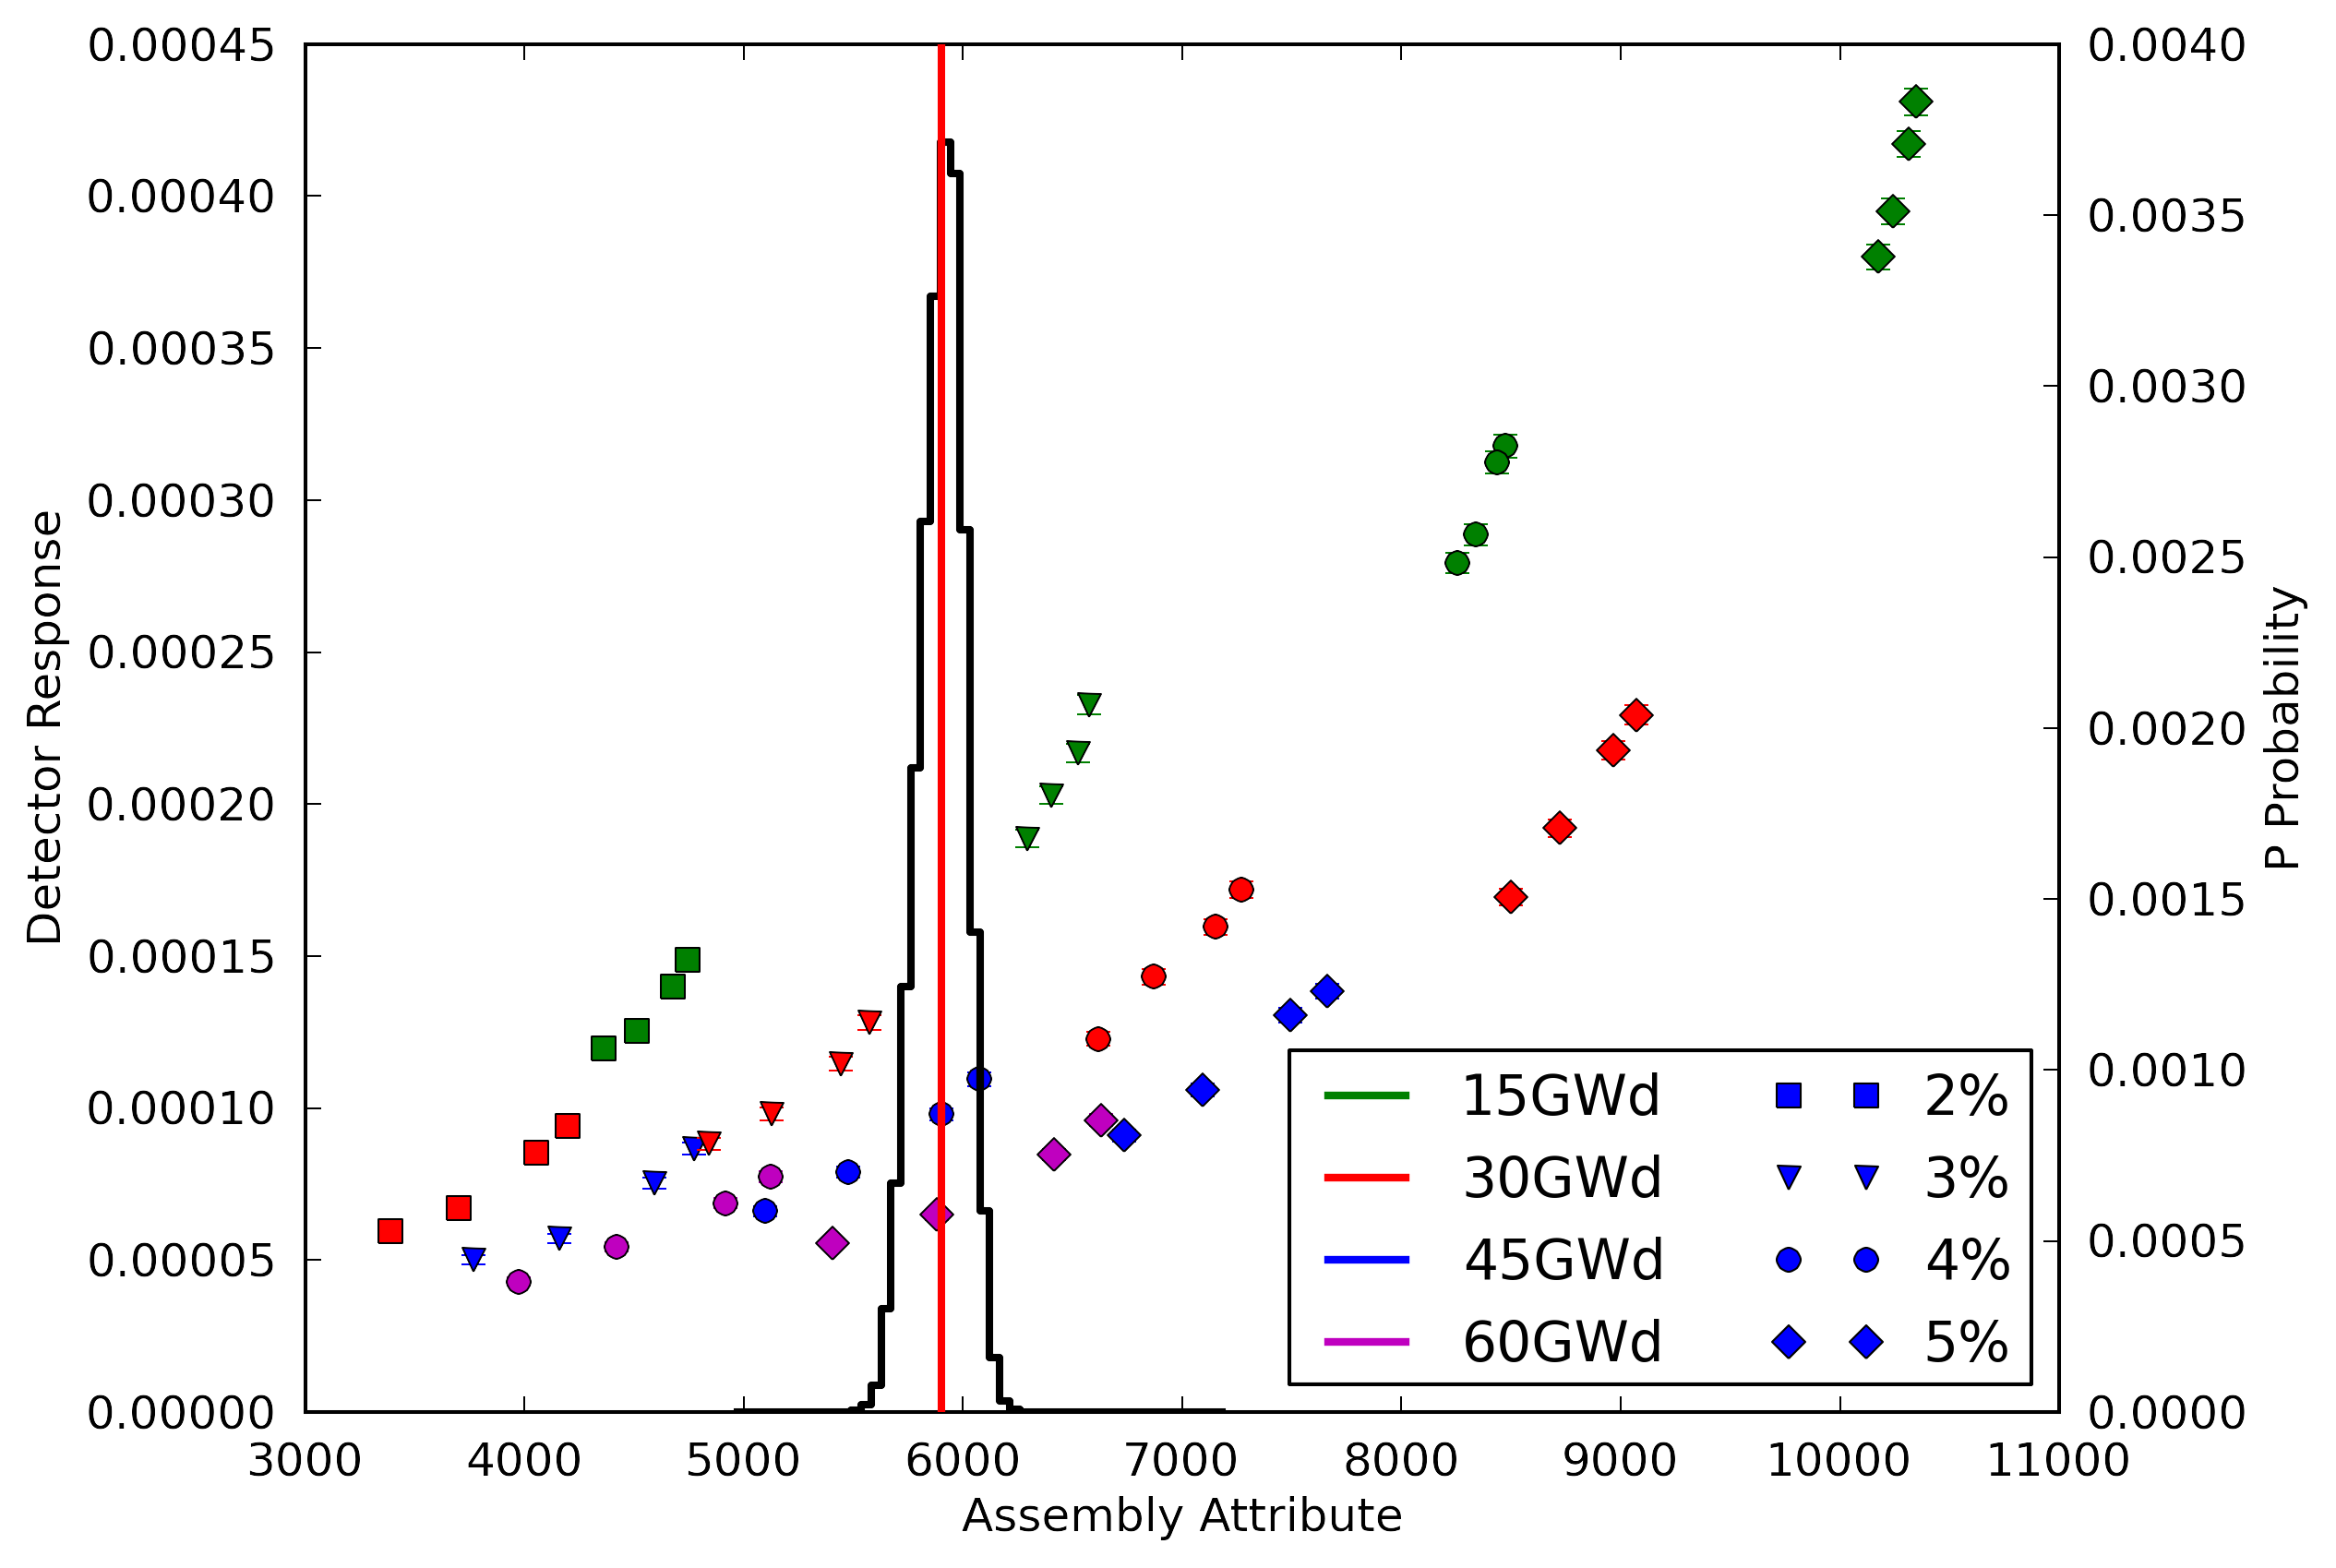 0.00045
0.00040
0.00035
0.00030
0.00025
0.00020
0.00015
0.00010
0.00005
0.00000
Detector Response
3000 4000 5000 6000 7000 8000 9000 10000 11000
Assembly Attribute
0.0040
0.0035
0.0030
0.0025
0.0020
0.0015
0.0010
0.0005
0.0000
P Probability
15GWd 2%
30GWd 3%
45GWd 4%
60GWd 5%